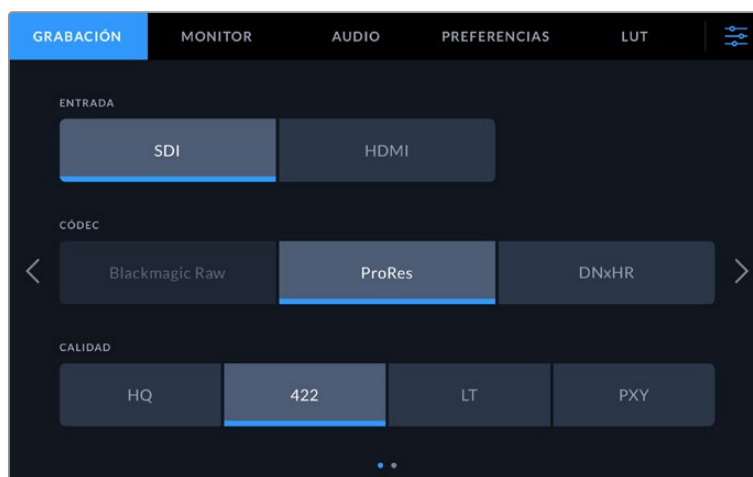 GRABACIÓN MONITOR AUDIO PREFERENCIAS LUT
ENTRADA
SDI HDMI
CÓDEC
Blackmagic Raw ProRes DNxHR
CALIDAD
HQ 422 LT PXY